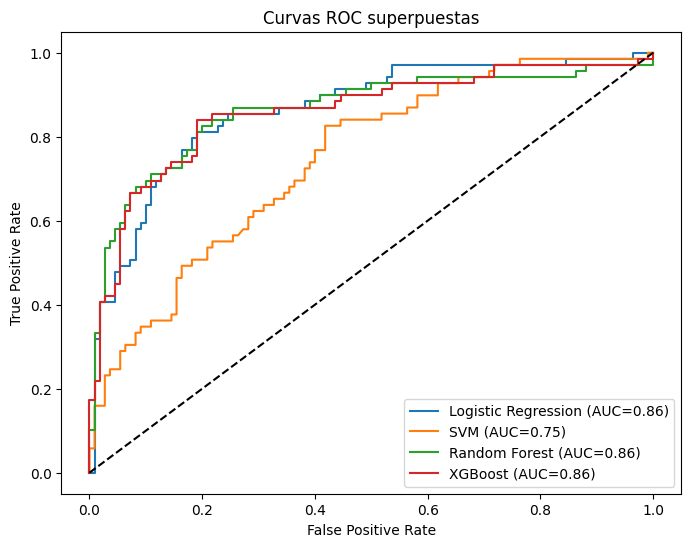 Curvas ROC superpuestas
True Positive Rate
1.0
0.8
0.6
0.4
0.2
0.0
Logistic Regression (AUC=0.86)
SVM (AUC=0.75)
Random Forest (AUC=0.86)
XGBoost (AUC=0.86)
0.0 0.2 0.4 0.6 0.8 1.0
False Positive Rate